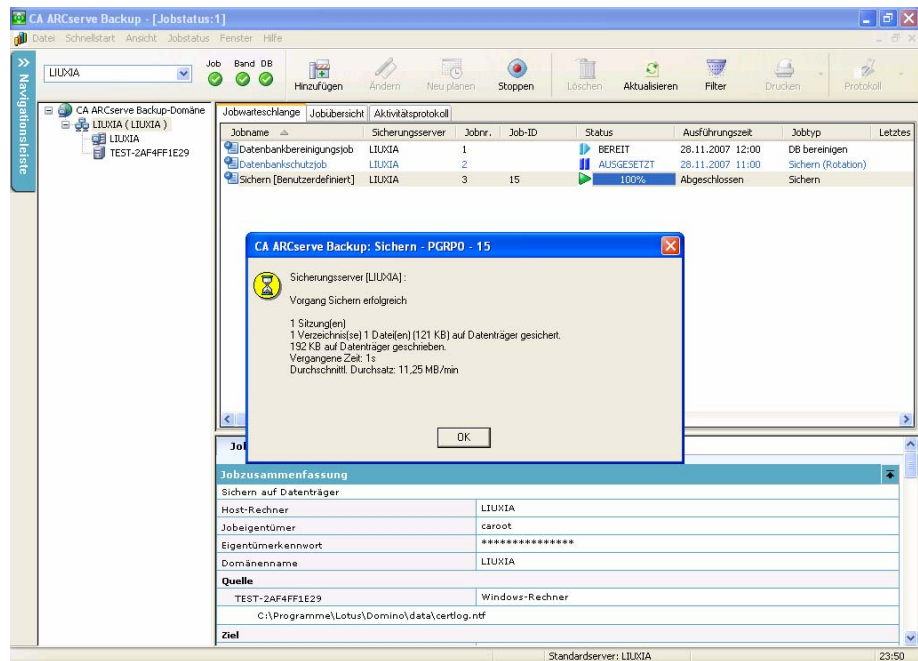 CA ARCserve Backup - [Jobstatus:1]
Datei Schnellstart Ansicht Jobstatus Fenster Hilfe
LIUXIA
Job Band DB
Hinzufügen Ändern Neu planen Stoppen Löschen Aktualisieren Filter Drucken Protokoll
Navigationsleiste
CA ARCserve Backup-Domäne
LIUXIA ( LIUXIA )
LIUXIA
TEST-2AF4FF1E29
Jobwarteschlange Jobübersicht Aktivitätsprotokoll
Jobname Sicherungsserver Jobnr. Job-ID Status Ausführungszeit Jobtyp Letztes
Datenbankbereinigungsjob LIUXIA 1 BEREIT 28.11.2007 12:00 DB bereinigen
Datenbankschutzjob LIUXIA 2 AUSGESETZT 28.11.2007 11:00 Sichern (Rotation)
Sichern [Benutzerdefiniert] LIUXIA 3 15 100% Abgeschlossen Sichern
CA ARCserve Backup: Sichern - PGRP0 - 15
Sicherungsserver [LIUXIA] :
Vorgang Sichern erfolgreich
1 Sitzung(en)
1 Verzeichnis(se) 1 Datei(en) (121 KB) auf Datenträger gesichert.
192 KB auf Datenträger geschrieben.
Vergangene Zeit: 1s
Durchschnittl. Durchsatz: 11,25 MB/min
OK
Jobzusammenfassung
Sichern auf Datenträger
Host-Rechner LIUXIA
Jobeigentümer caroot
Eigentümerkennwort ***************
Domänenname LIUXIA
Quelle
TEST-2AF4FF1E29 Windows-Rechner
C:\Programme\Lotus\Domino\data\certlog.ntf
Ziel
Standardserver: LIUXIA 23:50